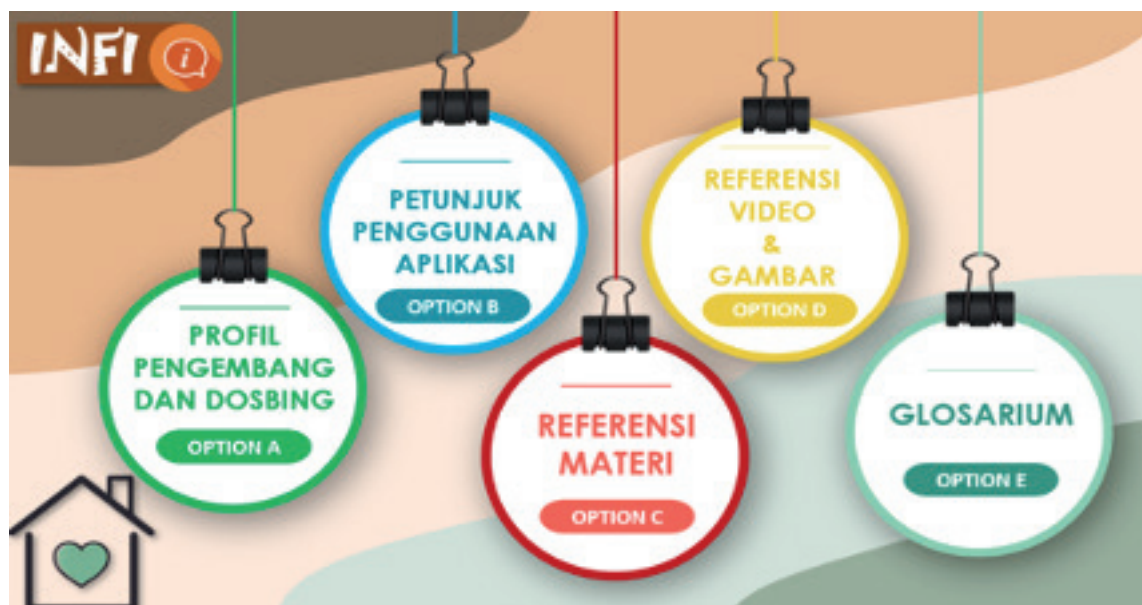 INFI
i
PROFIL
PENGEMBANG
DAN DOSBING
OPTION A
PETUNJUK
PENGGUNAAN
APLIKASI
OPTION B
REFERENSI
MATERI
OPTION C
REFERENSI
VIDEO
&
GAMBAR
OPTION D
GLOSARIUM
OPTION E